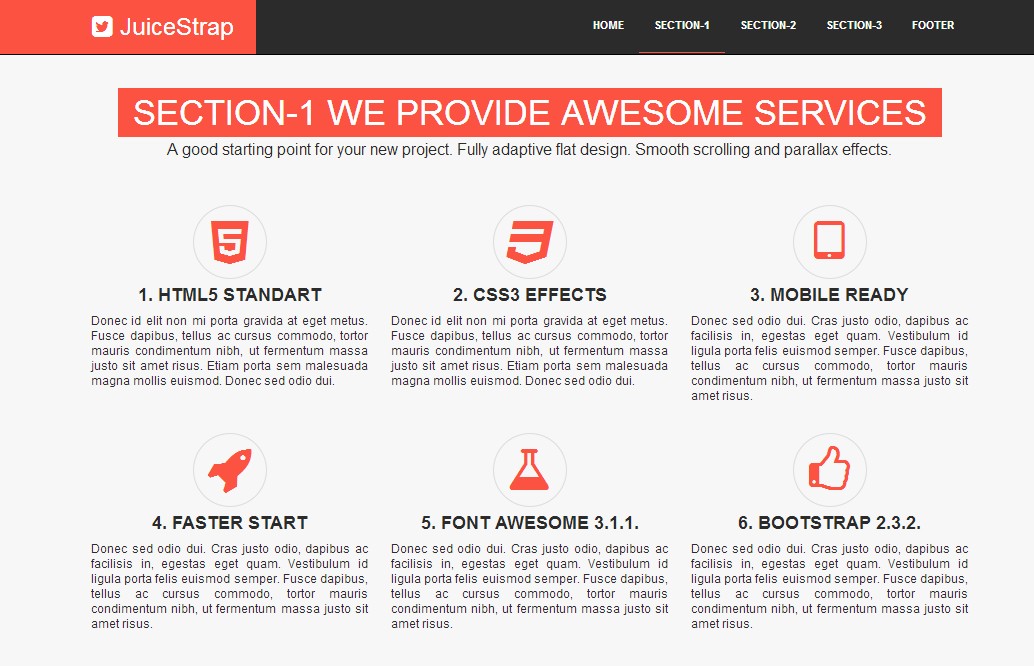 JuiceStrap
HOME SECTION-1 SECTION-2 SECTION-3 FOOTER
SECTION-1 WE PROVIDE AWESOME SERVICES
A good starting point for your new project. Fully adaptive flat design. Smooth scrolling and parallax effects.
1. HTML5 STANDART
Donec id elit non mi porta gravida at eget metus.
Fusce dapibus, tellus ac cursus commodo, tortor
mauris condimentum nibh, ut fermentum massa
justo sit amet risus. Etiam porta sem malesuada
magna mollis euismod. Donec sed odio dui.
2. CSS3 EFFECTS
Donec id elit non mi porta gravida at eget metus.
Fusce dapibus, tellus ac cursus commodo, tortor
mauris condimentum nibh, ut fermentum massa
justo sit amet risus. Etiam porta sem malesuada
magna mollis euismod. Donec sed odio dui.
3. MOBILE READY
Donec sed odio dui. Cras justo odio, dapibus ac
facilisis in, egestas eget quam. Vestibulum id
ligula porta felis euismod semper. Fusce dapibus,
tellus ac cursus commodo, tortor mauris
condimentum nibh, ut fermentum massa justo sit
amet risus.
4. FASTER START
Donec sed odio dui. Cras justo odio, dapibus ac
facilisis in, egestas eget quam. Vestibulum id
ligula porta felis euismod semper. Fusce dapibus,
tellus ac cursus commodo, tortor mauris
condimentum nibh, ut fermentum massa justo sit
amet risus.
5. FONT AWESOME 3.1.1.
Donec sed odio dui. Cras justo odio, dapibus ac
facilisis in, egestas eget quam. Vestibulum id
ligula porta felis euismod semper. Fusce dapibus,
tellus ac cursus commodo, tortor mauris
condimentum nibh, ut fermentum massa justo sit
amet risus.
6. BOOTSTRAP 2.3.2.
Donec sed odio dui. Cras justo odio, dapibus ac
facilisis in, egestas eget quam. Vestibulum id
ligula porta felis euismod semper. Fusce dapibus,
tellus ac cursus commodo, tortor mauris
condimentum nibh, ut fermentum massa justo sit
amet risus.